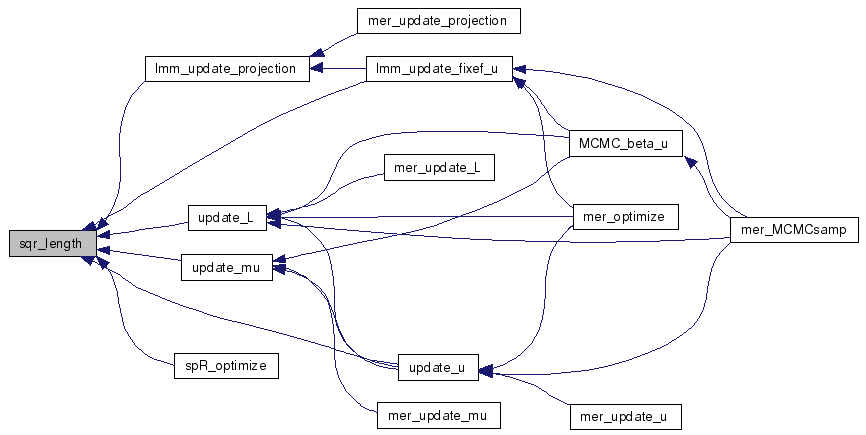 mer_update_projection
lmm_update_projection
lmm_update_fixef_u
MCMC_beta_u
mer_update_L
update_L
mer_optimize
mer_MCMCsamp
sqr_length
update_mu
spR_optimize
update_u
mer_update_mu
mer_update_u